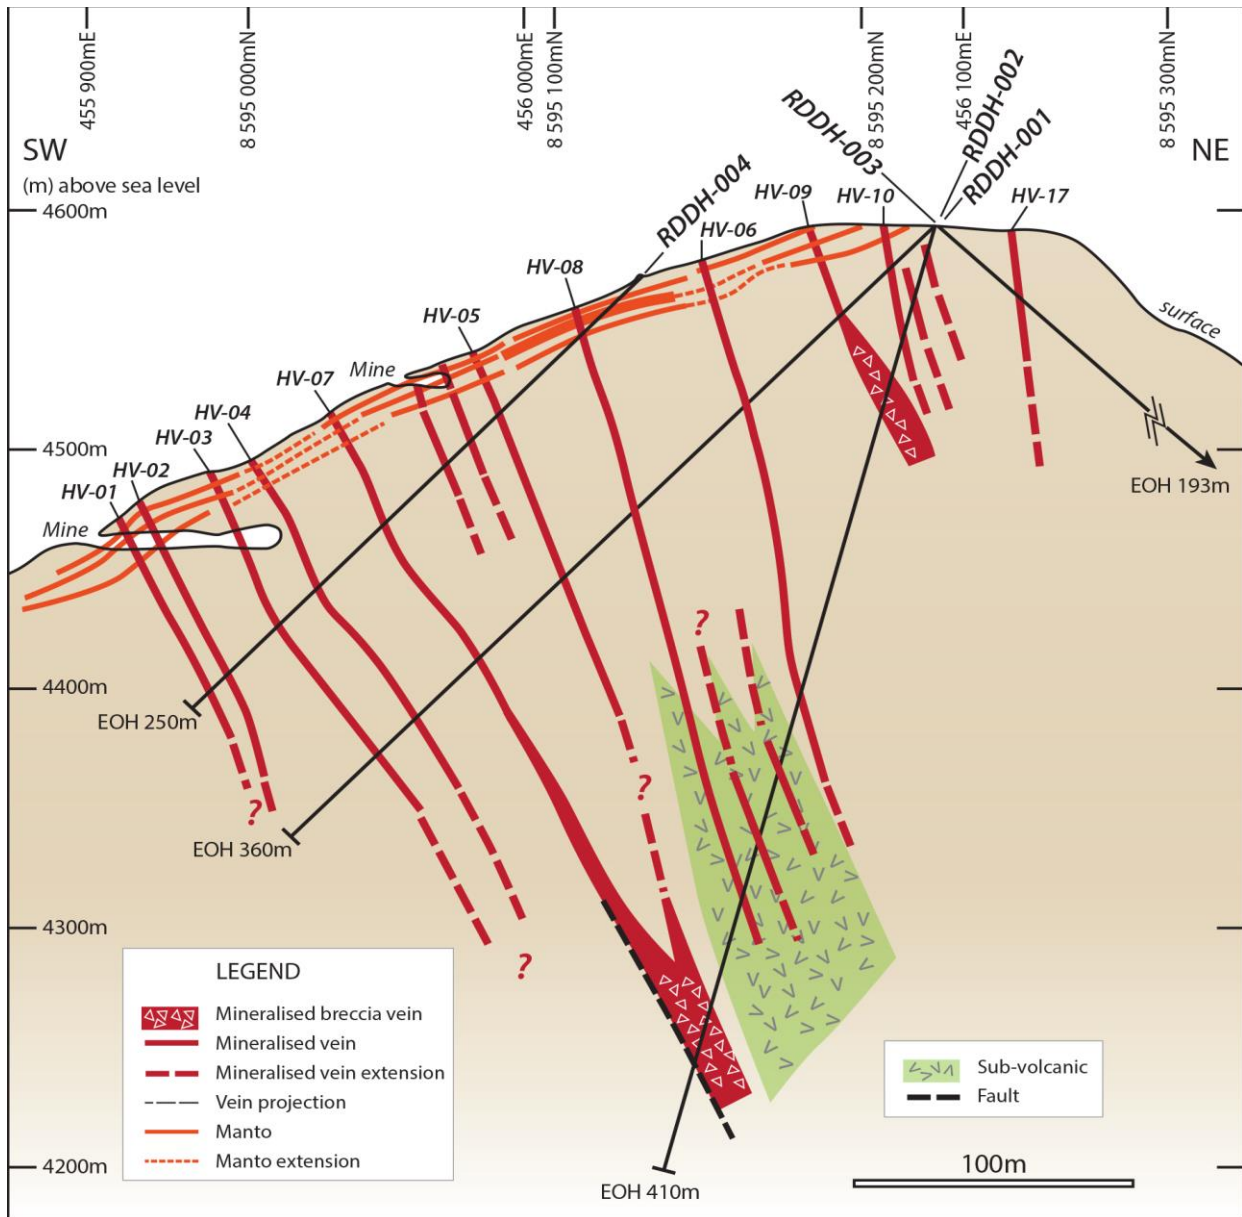 455 900mE
8 595 000mN
456 000mE
8 595 100mN
8 595 200mN
456 100mE
8 595 300mN
SW
NE
(m) above sea level
4600m
4500m
4400m
4300m
4200m
RDDH-003
RDDH-002
RDDH-001
RDDH-004
HV-09
HV-10
HV-17
HV-06
HV-08
HV-05
Mine
HV-07
HV-04
HV-03
HV-02
HV-01
Mine
surface
EOH 193m
?
EOH 250m
?
?
EOH 360m
?
EOH 410m
LEGEND
Mineralised breccia vein
Mineralised vein
Mineralised vein extension
Vein projection
Manto
Manto extension
Sub-volcanic
Fault
100m